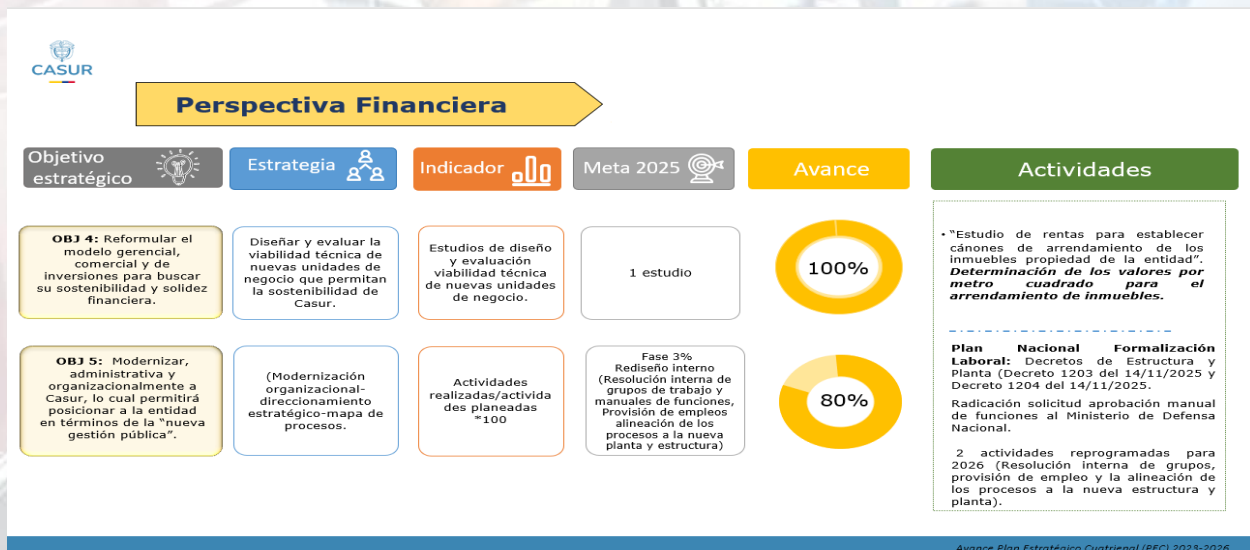 CASUR
Perspectiva Financiera
Objetivo
estratégico
Estrategia
Indicador
Meta 2025
Avance
Actividades
OBJ 4: Reformular el
modelo gerencial,
comercial y de
inversiones para buscar
su sostenibilidad y solidez
financiera.
Diseñar y evaluar la
viabilidad técnica de
nuevas unidades de
negocio que permitan
la sostenibilidad de
Casur.
Estudios de diseño
y evaluación
viabilidad técnica
de nuevas unidades
de negocio.
1 estudio
100%
• “Estudio de rentas para establecer
cánones de arrendamiento de los
inmuebles propiedad de la entidad”.
Determinación de los valores por
metro cuadrado para el
arrendamiento de inmuebles.
OBJ 5: Modernizar,
administrativa y
organizacionalmente a
Casur, lo cual permitirá
posicionar a la entidad
en términos de la “nueva
gestión pública”.
(Modernización
organizacional-
direccionamiento
estratégico-mapa de
procesos.
Actividades
realizadas/activida
des planeadas
*100
Fase 3%
Rediseño interno
(Resolución interna de
grupos de trabajo y
manuales de funciones,
Provisión de empleos
alineación de los
procesos a la nueva
planta y estructura)
80%
Plan Nacional Formalización
Laboral: Decretos de Estructura y
Planta (Decreto 1203 del 14/11/2025 y
Decreto 1204 del 14/11/2025.
Radicación solicitud aprobación manual
de funciones al Ministerio de Defensa
Nacional.
2 actividades reprogramadas para
2026 (Resolución interna de grupos,
provisión de empleo y la alineación de
los procesos a la nueva estructura y
planta).
Avance Plan Estratégico Cuatrienal (PEC) 2023-2026